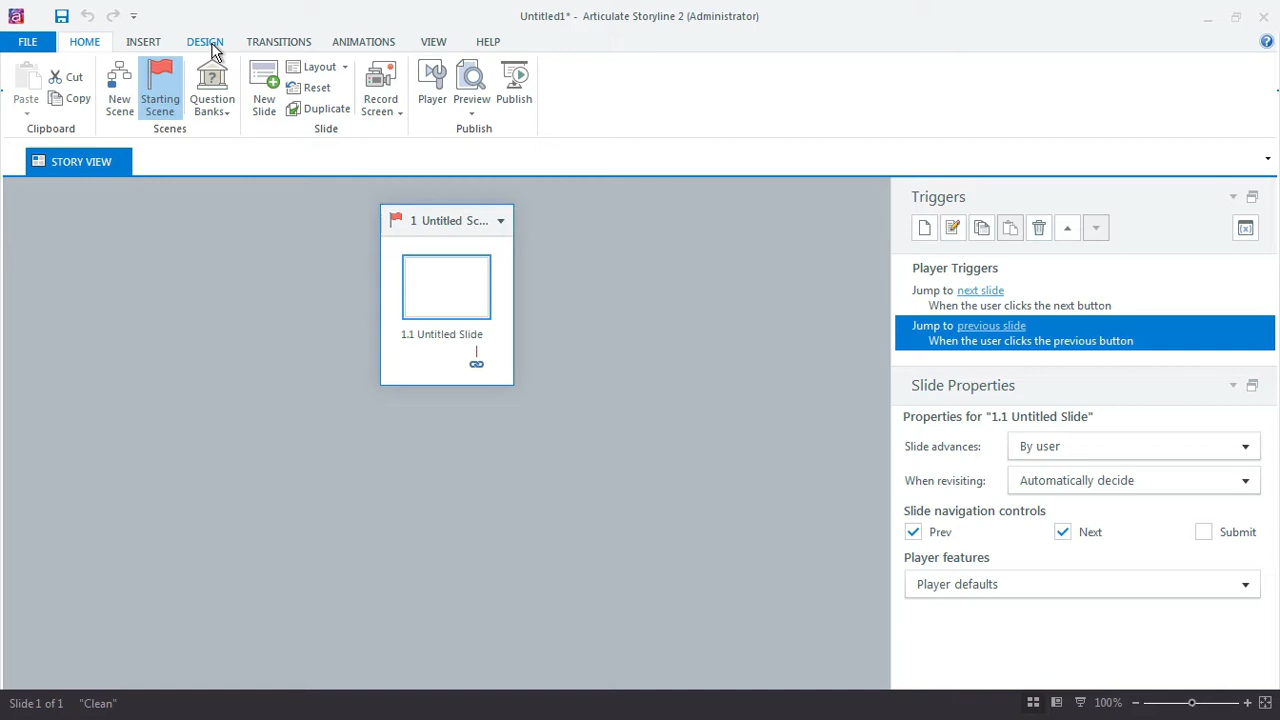 Untitled1* - Articulate Storyline 2 (Administrator)
FILE HOME INSERT DESIGN TRANSITIONS ANIMATIONS VIEW HELP
Paste Cut Copy
Clipboard
New Scene Starting Scene Question Banks
Scenes
New Slide Layout Reset Duplicate Record Screen
Slide
Player Preview Publish
Publish
STORY VIEW
1 Untitled Sc...
1.1 Untitled Slide
Triggers
Player Triggers
Jump to next slide
When the user clicks the next button
Jump to previous slide
When the user clicks the previous button
Slide Properties
Properties for "1.1 Untitled Slide"
Slide advances: By user
When revisiting: Automatically decide
Slide navigation controls
Prev Next Submit
Player features
Player defaults
Slide 1 of 1 "Clean" 100%